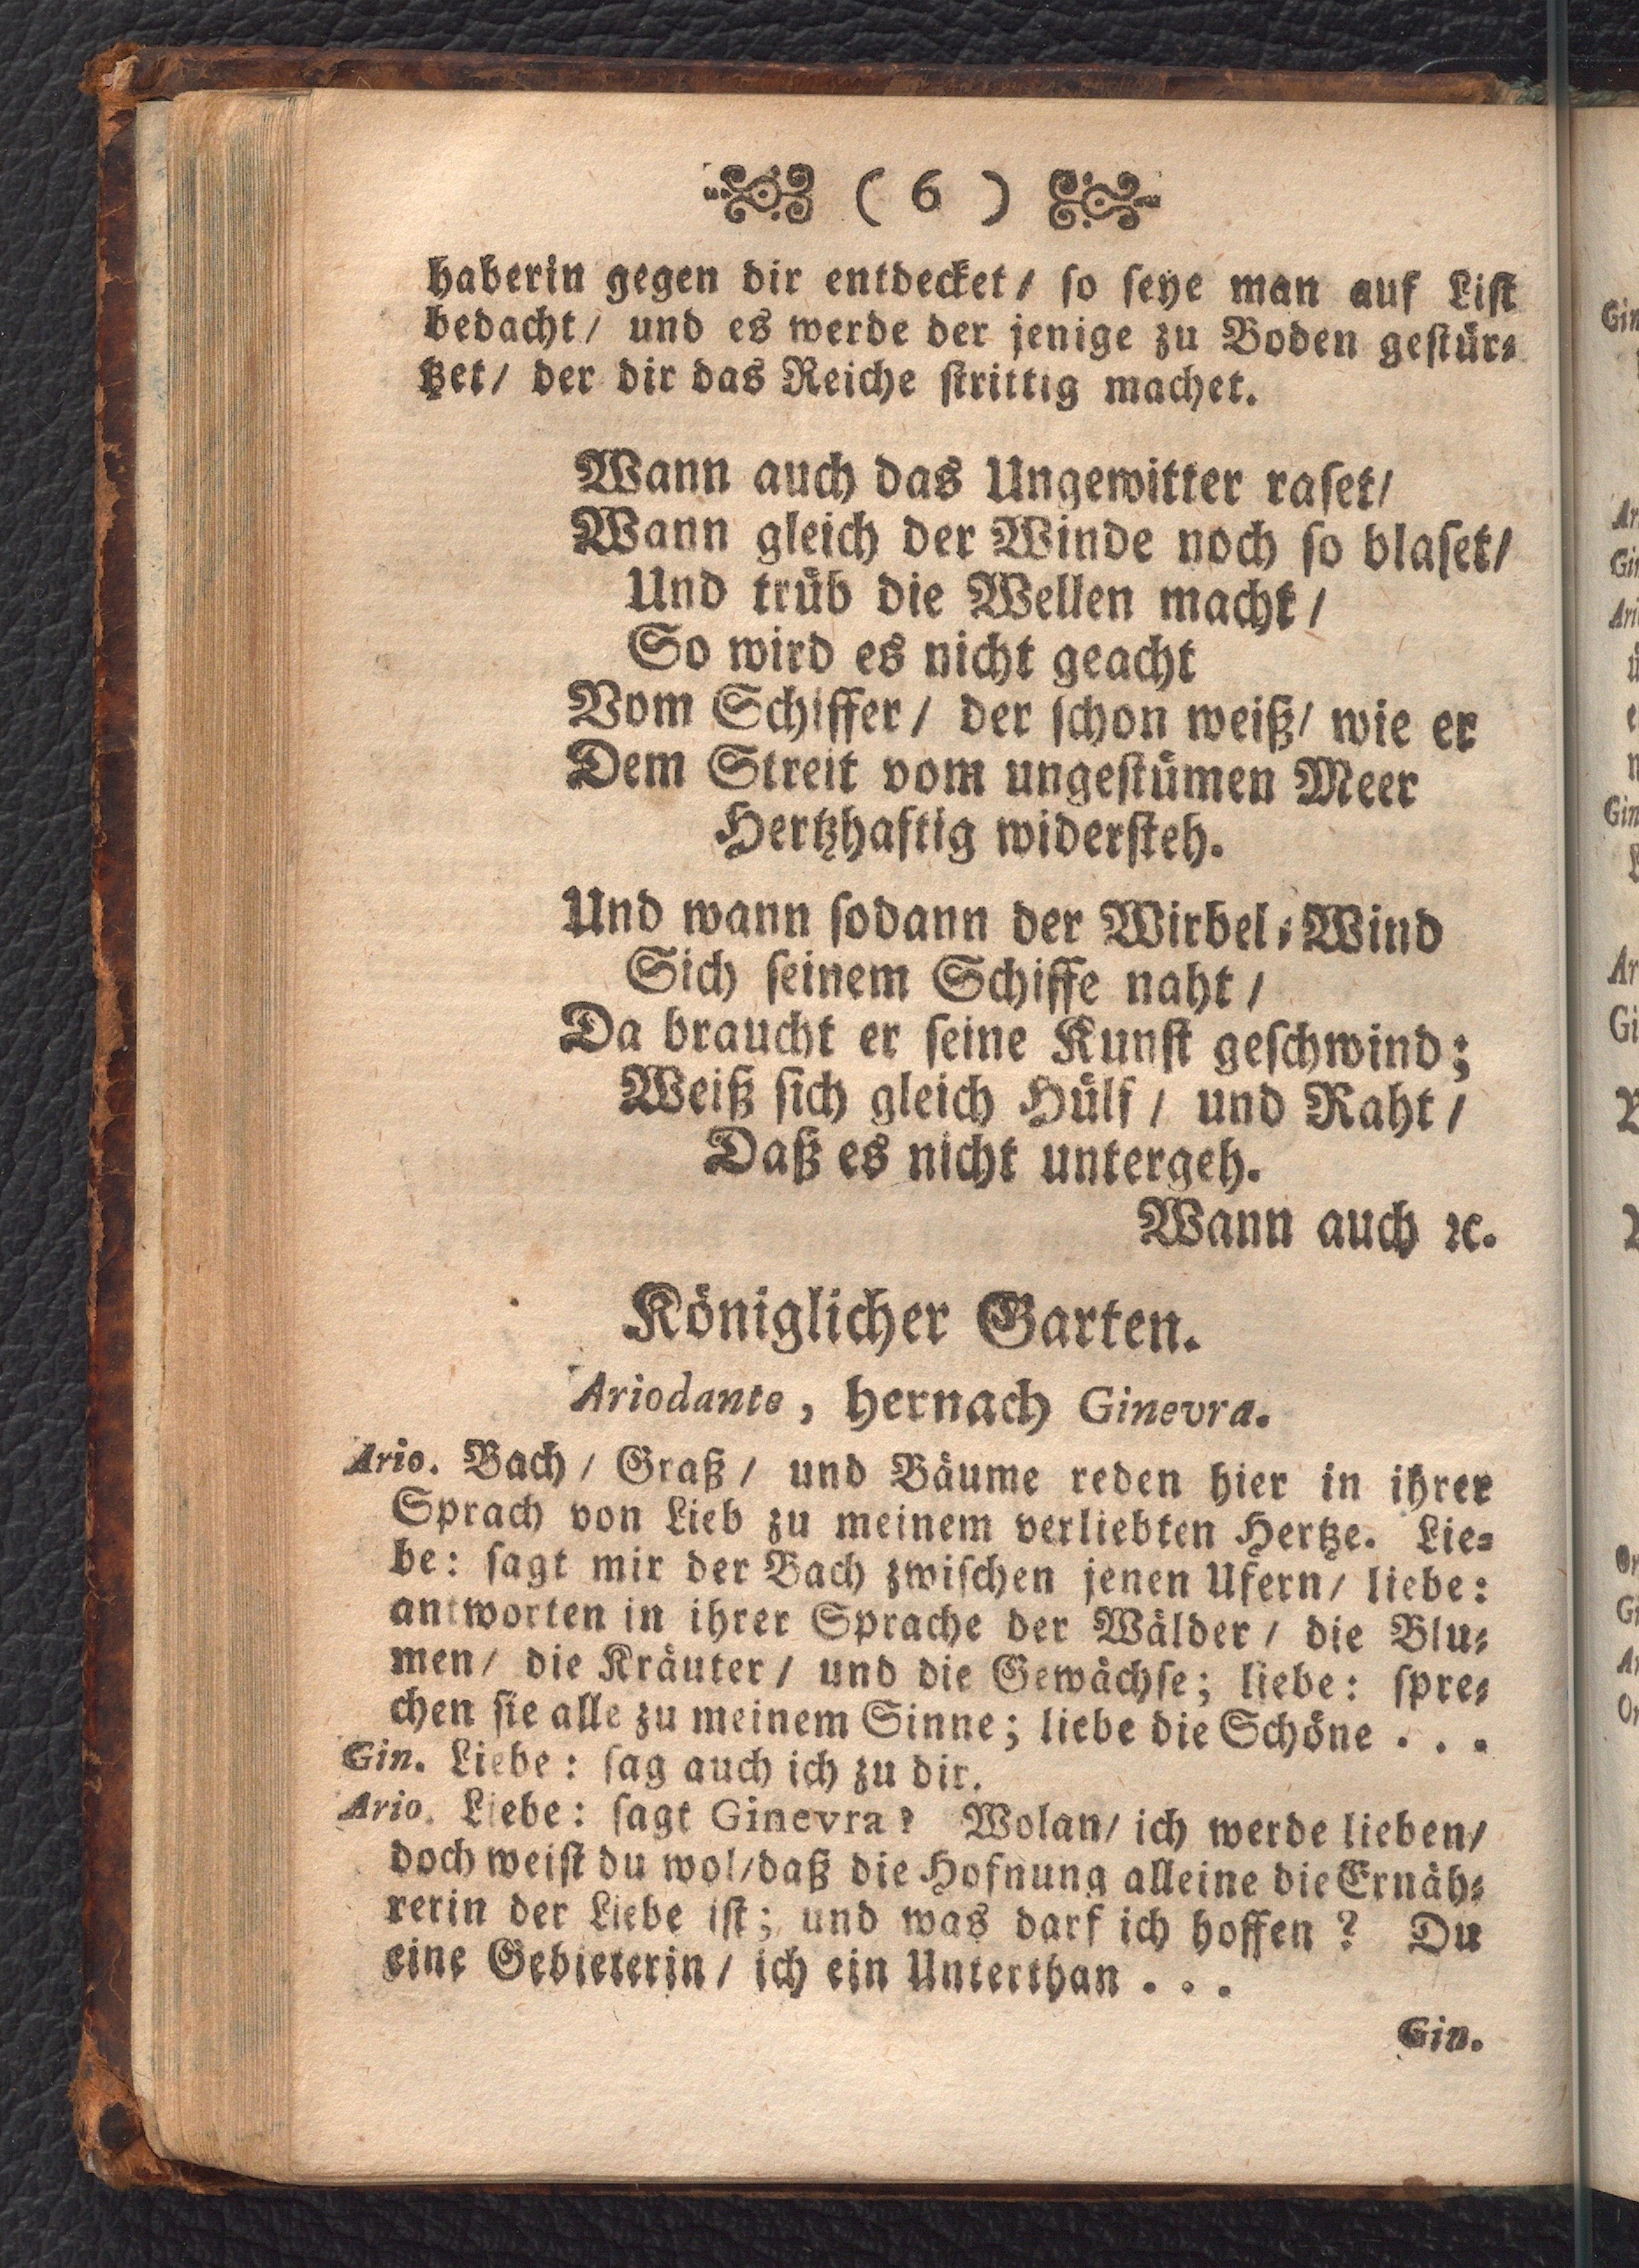 ( 6 )
haberin gegen dir entdecket/ so seye man auf List
bedacht/ und es werde der jenige zu Boden gestür⸗
tzet/ der dir das Reiche strittig machet.
Wann auch das Ungewitter raset/
Wann gleich der Winde noch so blaset/
Und trüb die Wellen macht/
So wird es nicht geacht
Vom Schiffer/ der schon weiß/ wie er
Dem Streit vom ungestümen Meer
Hertzhaftig widersteh.
Und wann sodann der Wirbel⸗Wind
Sich seinem Schiffe naht/
Da braucht er seine Kunst geschwind;
Weiß sich gleich Hülf/ und Raht/
Daß es nicht untergeh.
Wann auch ꝛc.
Königlicher Garten.
Ariodante, hernach Ginevra.
Ario. Bach/ Graß/ und Bäume reden hier in ihrer
Sprach von Lieb zu meinem verliebten Hertze. Lie⸗
be: sagt mir der Bach zwischen jenen Ufern/ liebe:
antworten in ihrer Sprache der Wälder/ die Blu⸗
men/ die Kräuter/ und die Gewächse; liebe: spre⸗
chen sie alle zu meinem Sinne; liebe die Schöne . . .
Gin. Liebe: sag auch ich zu dir.
Ario. Liebe: sagt Ginevra? Wolan/ ich werde lieben/
doch weist du wol/daß die Hofnung alleine die Ernäh⸗
rerin der Liebe ist; und was darf ich hoffen? Du
eine Gebieterin/ ich ein Unterthan . . .
Gin.